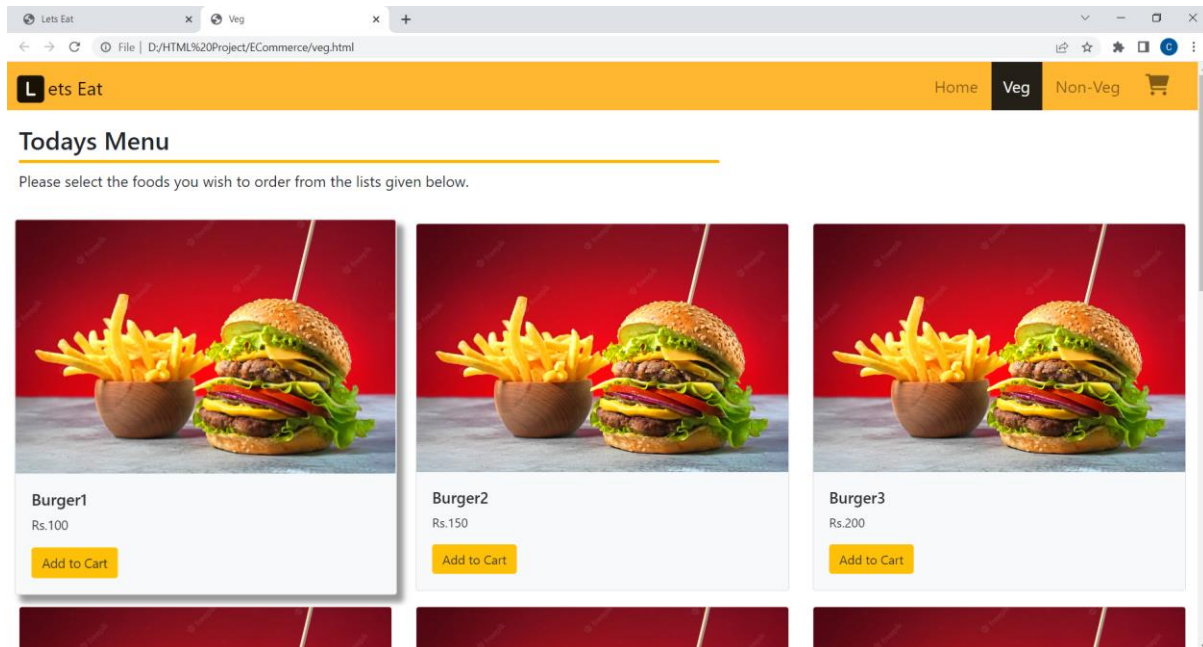 Lets Eat
Veg
File | D:/HTML%20Project/ECommerce/veg.html
C
Lets Eat
Home Veg Non-Veg
Todays Menu
Please select the foods you wish to order from the lists given below.
Burger1 Burger2 Burger3
Rs.100 Rs.150 Rs.200
Add to Cart Add to Cart Add to Cart